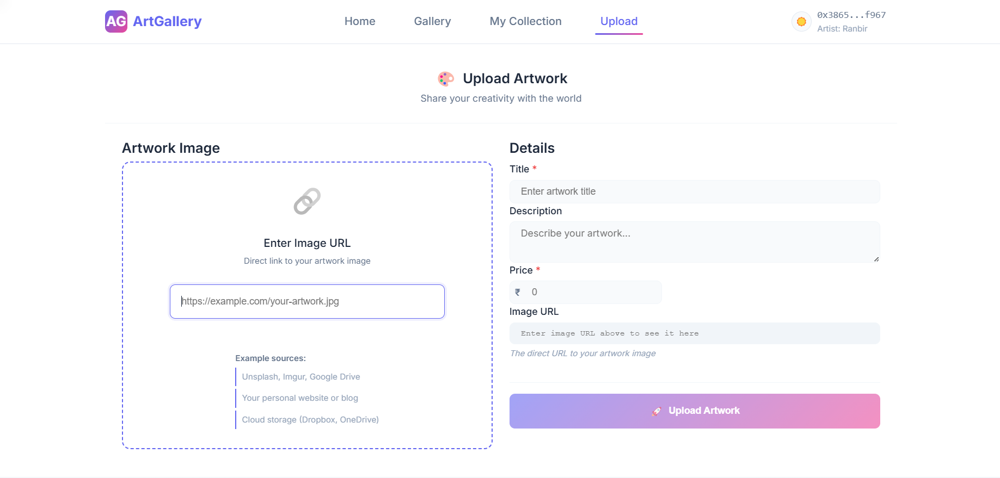 AG ArtGallery
Home
Gallery
My Collection
Upload
0x3865...f967
Artist: Ranbir
Upload Artwork
Share your creativity with the world
Artwork Image
Enter Image URL
Direct link to your artwork image
https://example.com/your-artwork.jpg
Example sources:
Unsplash, Imgur, Google Drive
Your personal website or blog
Cloud storage (Dropbox, OneDrive)
Details
Title *
Enter artwork title
Description
Describe your artwork...
Price *
₹ 0
Image URL
Enter image URL above to see it here
The direct URL to your artwork image
Upload Artwork